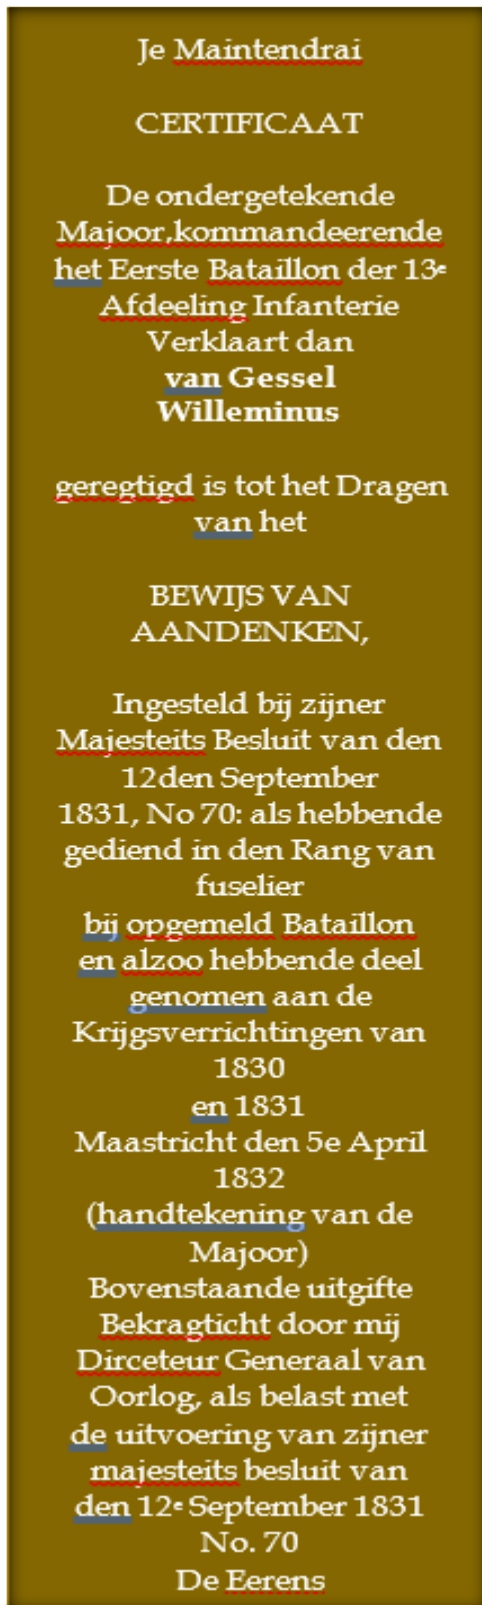 Je Maintendrai
CERTIFICAAT
De ondergetekende
Majoor,kommandeerende
het Eerste Bataillon der 13e
Afdeeling Infanterie
Verklaart dan
van Gessel
Willeminus
geregtigd is tot het Dragen
van het
BEWIJS VAN
AANDENKEN,
Ingesteld bij zijner
Majesteits Besluit van den
12den September
1831, No 70: als hebbende
gediend in den Rang van
fuselier
bij opgemeld Bataillon
en alzoo hebbende deel
genomen aan de
Krijgsverrichtingen van
1830
en 1831
Maastricht den 5e April
1832
(handtekening van de
Majoor)
Bovenstaande uitgifte
Bekragticht door mij
Dirceteur Generaal van
Oorlog, als belast met
de uitvoering van zijner
majesteits besluit van
den 12e September 1831
No. 70
De Eerens